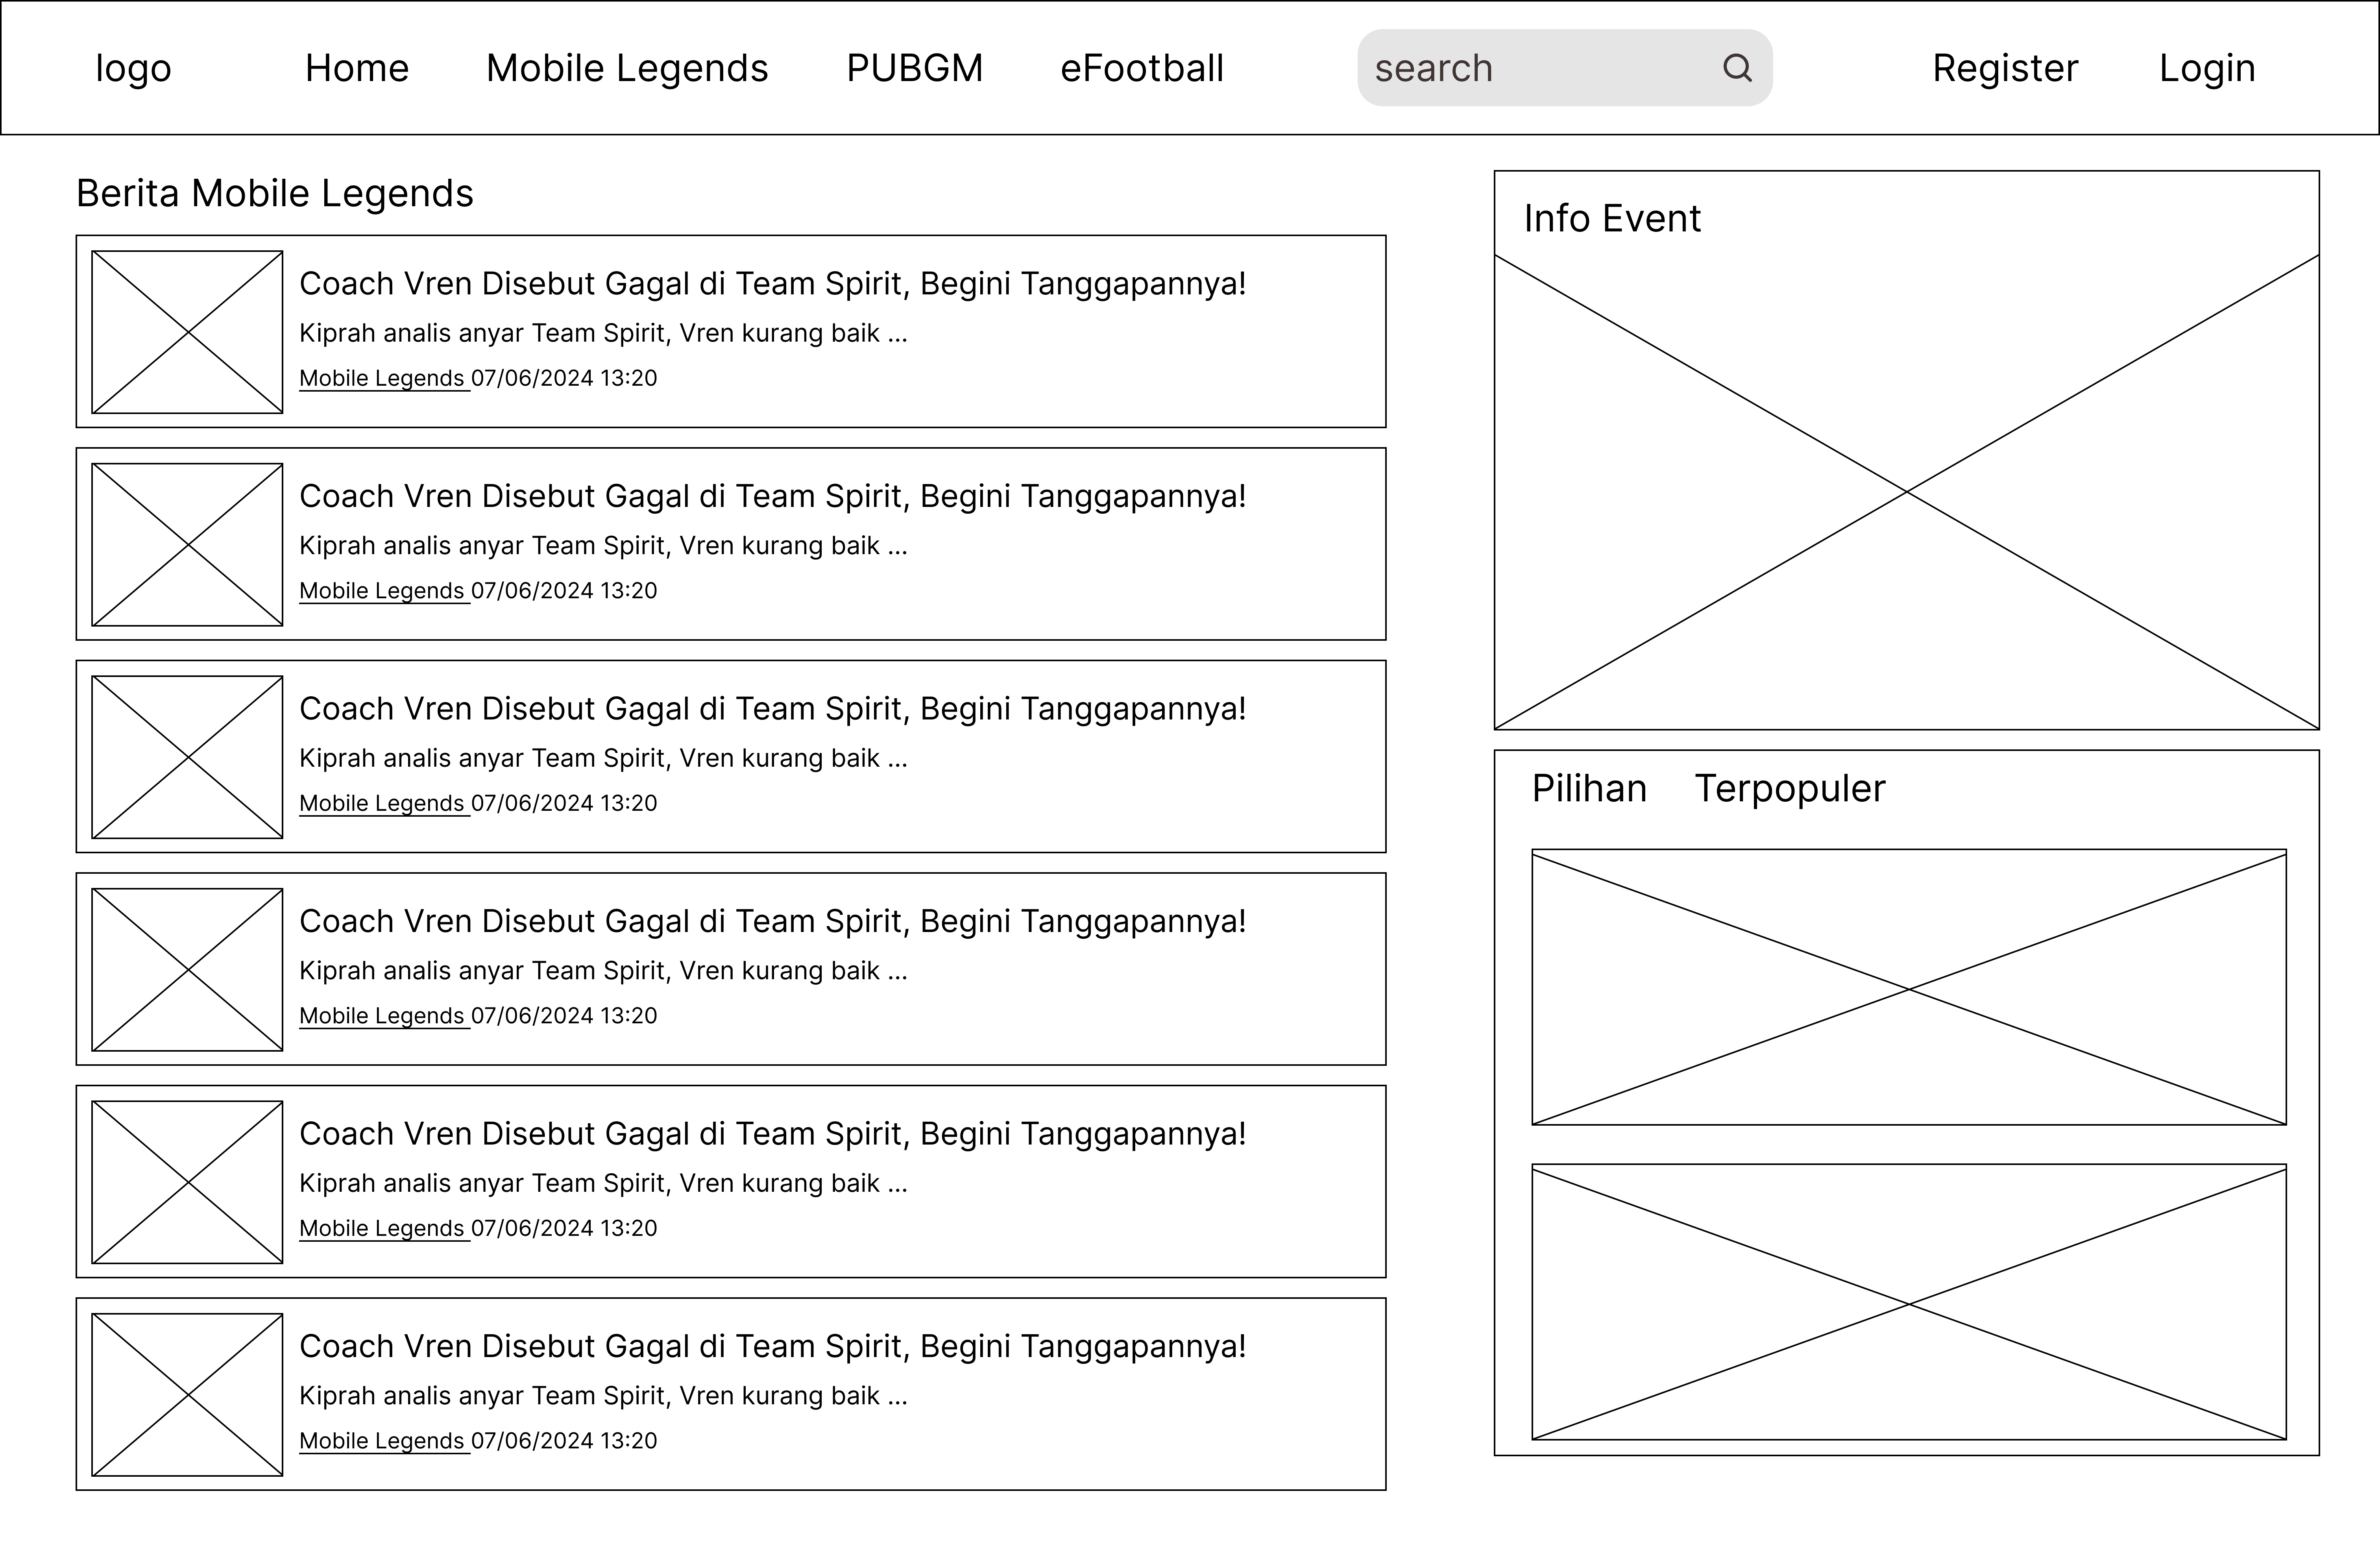 logo Home Mobile Legends PUBGM eFootball search Register Login
Berita Mobile Legends
Coach Vren Disebut Gagal di Team Spirit, Begini Tanggapannya!
Kiprah analis anyar Team Spirit, Vren kurang baik ...
Mobile Legends 07/06/2024 13:20
Coach Vren Disebut Gagal di Team Spirit, Begini Tanggapannya!
Kiprah analis anyar Team Spirit, Vren kurang baik ...
Mobile Legends 07/06/2024 13:20
Coach Vren Disebut Gagal di Team Spirit, Begini Tanggapannya!
Kiprah analis anyar Team Spirit, Vren kurang baik ...
Mobile Legends 07/06/2024 13:20
Coach Vren Disebut Gagal di Team Spirit, Begini Tanggapannya!
Kiprah analis anyar Team Spirit, Vren kurang baik ...
Mobile Legends 07/06/2024 13:20
Coach Vren Disebut Gagal di Team Spirit, Begini Tanggapannya!
Kiprah analis anyar Team Spirit, Vren kurang baik ...
Mobile Legends 07/06/2024 13:20
Coach Vren Disebut Gagal di Team Spirit, Begini Tanggapannya!
Kiprah analis anyar Team Spirit, Vren kurang baik ...
Mobile Legends 07/06/2024 13:20
Info Event
Pilihan Terpopuler